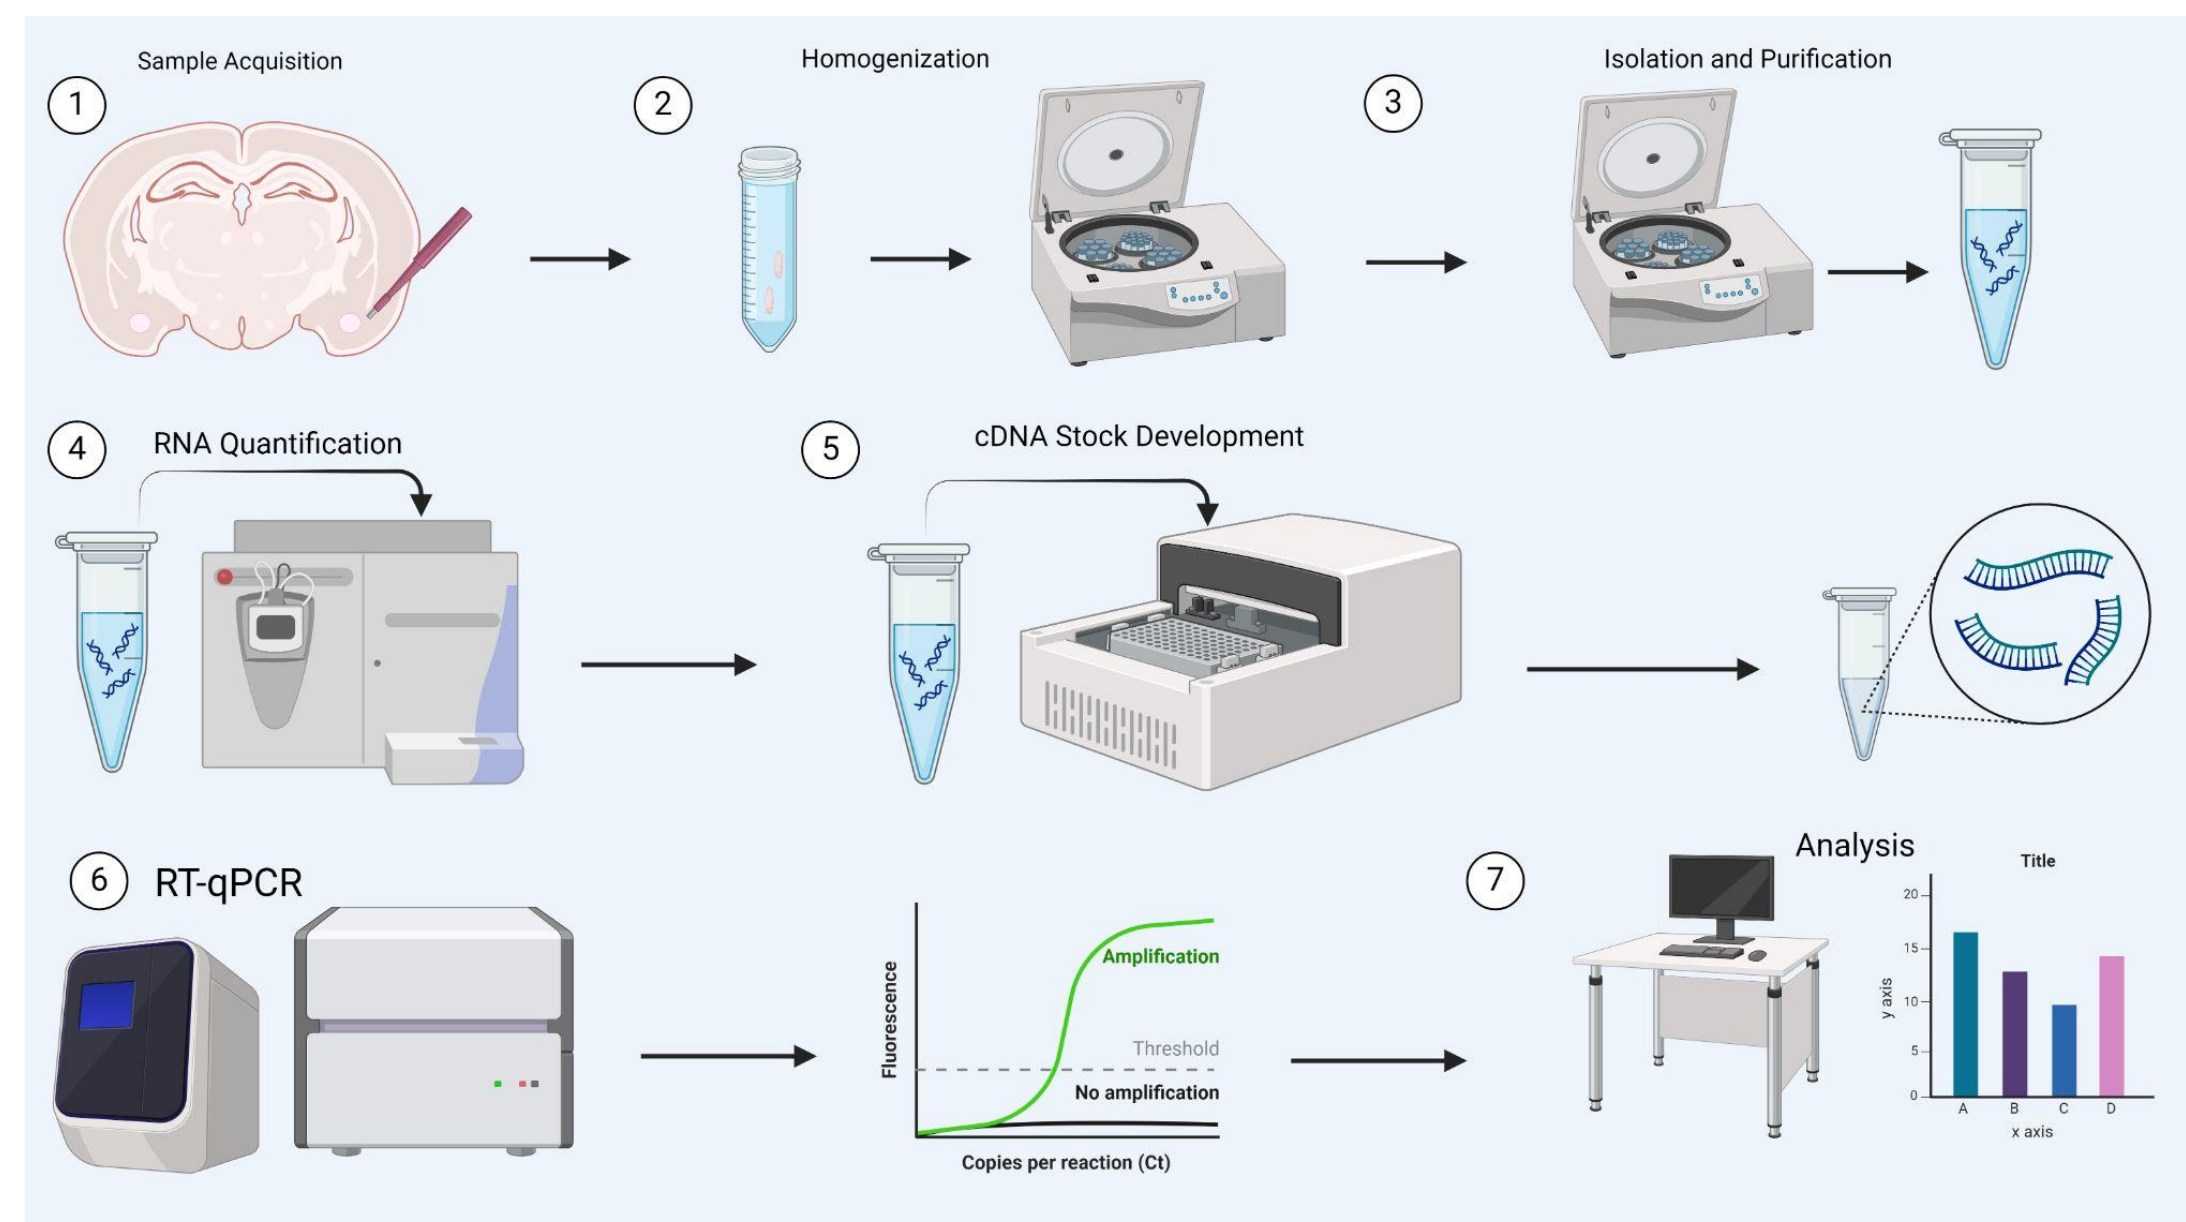 Sample Acquisition
Homogenization
Isolation and Purification
1
2
3
4
RNA Quantification
5
cDNA Stock Development
6
RT-qPCR
Fluorescence
Amplification
Threshold
No amplification
Copies per reaction (Ct)
7
Analysis
Title
y axis
20
15
10
5
0
A B C D
x axis